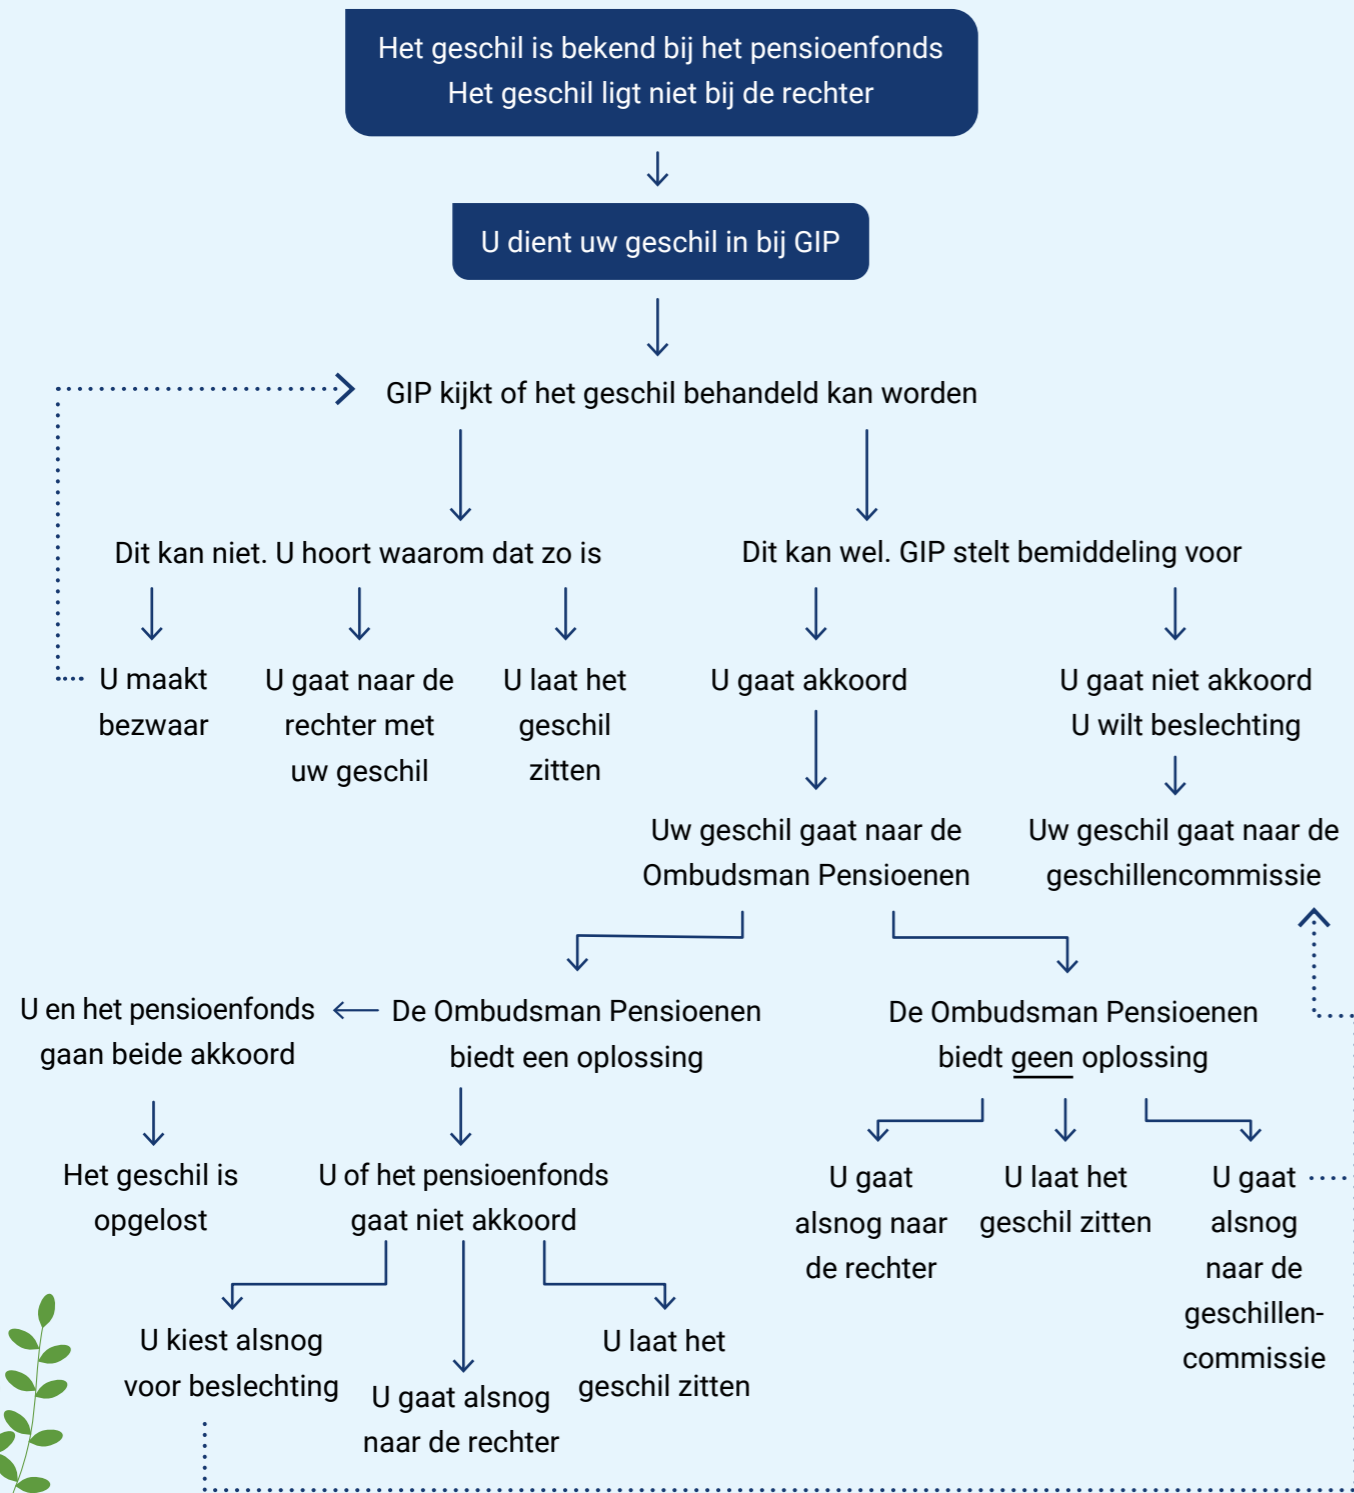 Het geschil is bekend bij het pensioenfonds
Het geschil ligt niet bij de rechter
U dient uw geschil in bij GIP
GIP kijkt of het geschil behandeld kan worden
Dit kan niet. U hoort waarom dat zo is
Dit kan wel. GIP stelt bemiddeling voor
U maakt
bezwaar
U gaat naar de
rechter met
uw geschil
U laat het
geschil
zitten
U gaat akkoord
U gaat niet akkoord
U wilt beslechting
Uw geschil gaat naar de
Ombudsman Pensioenen
Uw geschil gaat naar de
geschillencommissie
U en het pensioenfonds
gaan beide akkoord
De Ombudsman Pensioenen
biedt een oplossing
De Ombudsman Pensioenen
biedt geen oplossing
Het geschil is
opgelost
U of het pensioenfonds
gaat niet akkoord
U gaat
alsnog naar
de rechter
U laat het
geschil zitten
U gaat
alsnog
naar de
geschillen-
commissie
U kiest alsnog
voor beslechting
U gaat alsnog
naar de rechter
U laat het
geschil zitten